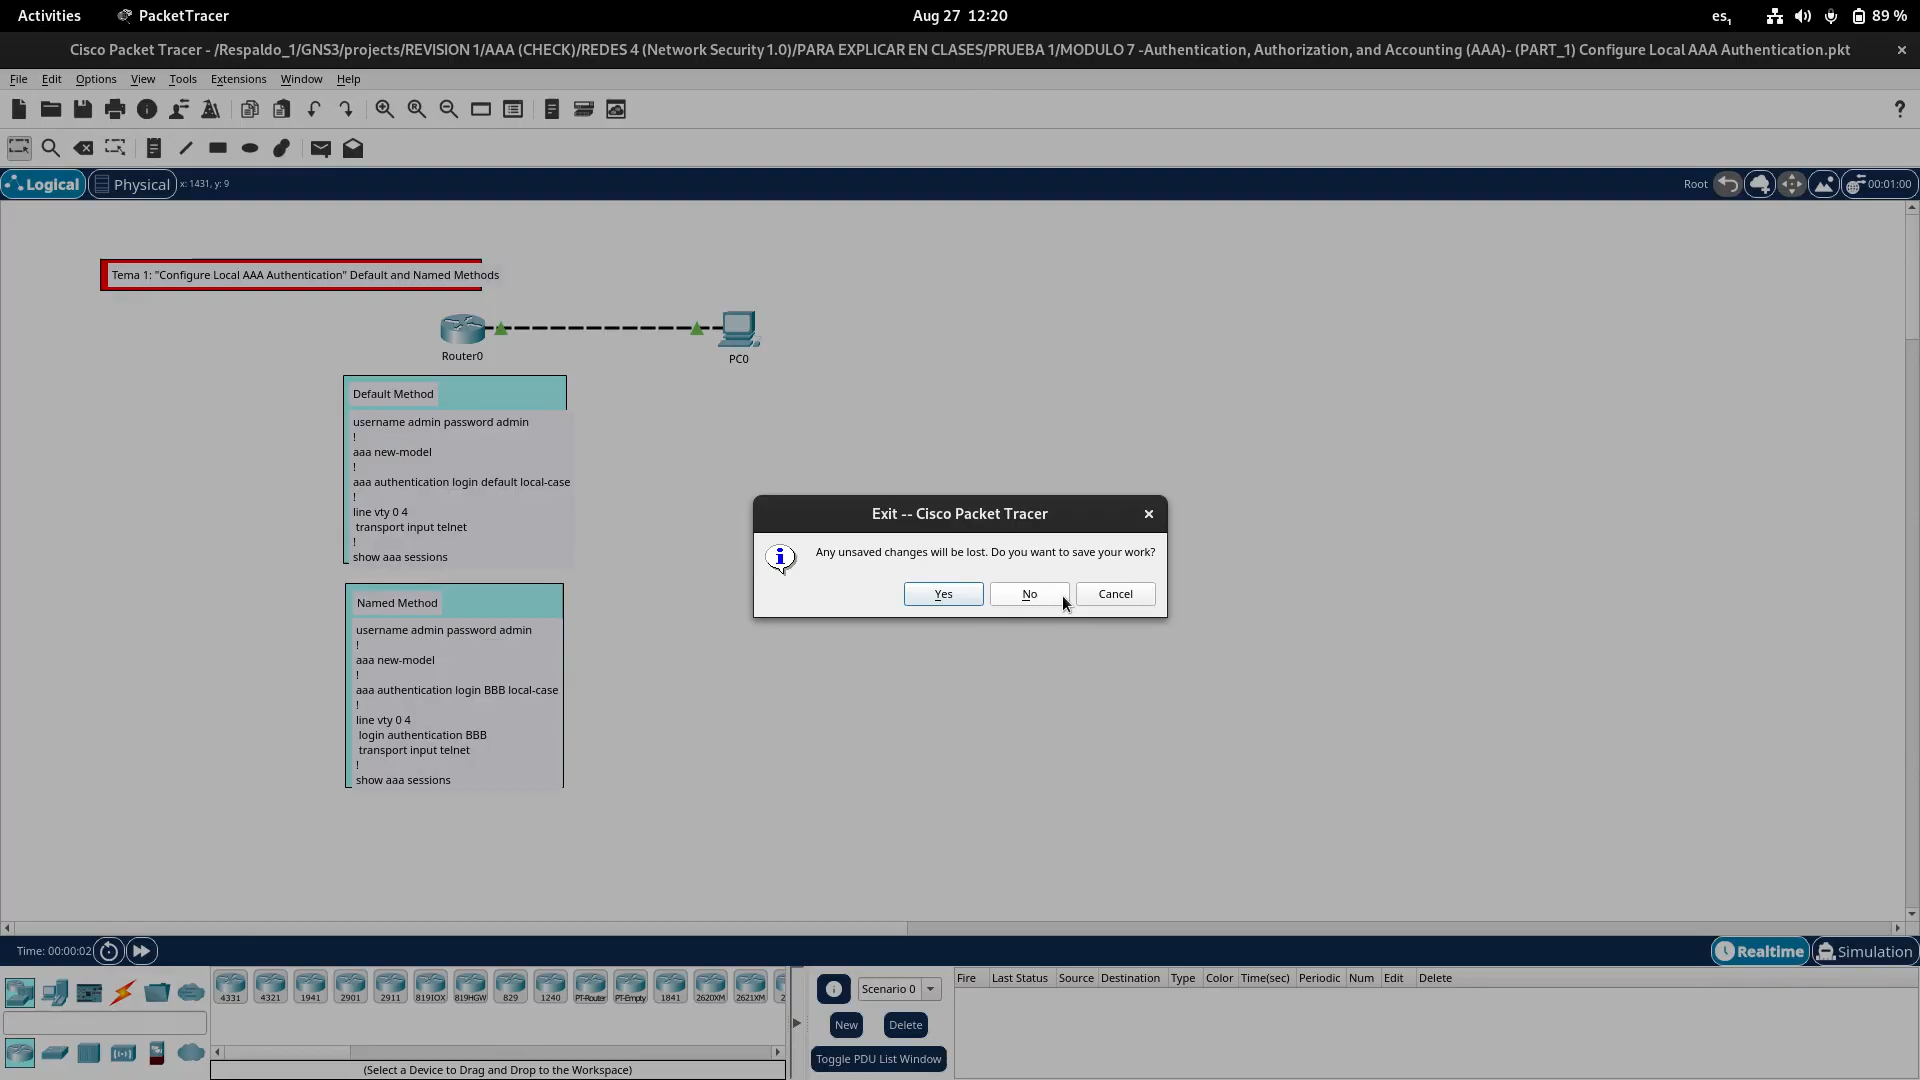 Activities
PacketTracer
Aug 27  12:20
es1
89 %
Cisco Packet Tracer - /Respaldo_1/GNS3/projects/REVISION 1/AAA (CHECK)/REDES 4 (Network Security 1.0)/PARA EXPLICAR EN CLASES/PRUEBA 1/MODULO 7 -Authentication, Authorization, and Accounting (AAA)- (PART_1) Configure Local AAA Authentication.pkt
File Edit Options View Tools Extensions Window Help
?
Logical
Physical
x: 1431, y: 9
Root
00:01:00
Tema 1: "Configure Local AAA Authentication" Default and Named Methods
Router0
PC0
Default Method
username admin password admin
!
aaa new-model
!
aaa authentication login default local-case
!
line vty 0 4
transport input telnet
!
show aaa sessions
Named Method
username admin password admin
!
aaa new-model
!
aaa authentication login BBB local-case
!
line vty 0 4
login authentication BBB
transport input telnet
!
show aaa sessions
Exit -- Cisco Packet Tracer
Any unsaved changes will be lost. Do you want to save your work?
Yes
No
Cancel
Time: 00:00:02
Realtime
Simulation
4331 4321 1941 2901 2911 819IOX 819HGW 829 1240 PT-Router PT-Empty 1841 2620XM 2621XM 2
(Select a Device to Drag and Drop to the Workspace)
Scenario 0
New
Delete
Toggle PDU List Window
Fire Last Status Source Destination Type Color Time(sec) Periodic Num Edit Delete